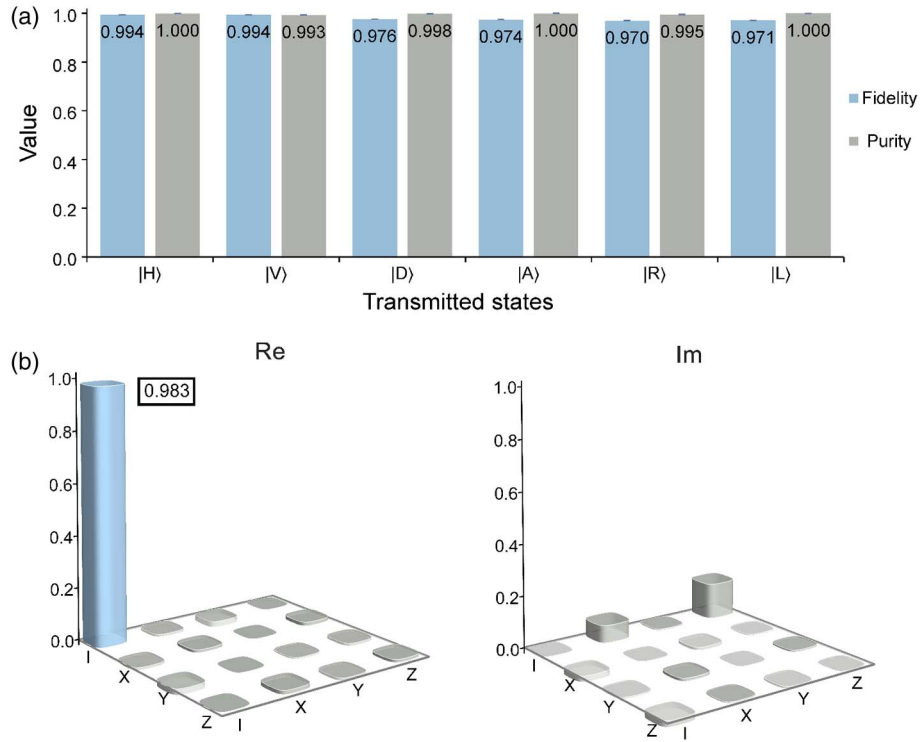 (a)
1.0
0.8
0.6
0.4
0.2
0.0
Value
0.994 1.000 0.994 0.993 0.976 0.998 0.974 1.000 0.970 0.995 0.971 1.000
Fidelity
Purity
|H⟩ |V⟩ |D⟩ |A⟩ |R⟩ |L⟩
Transmitted states
(b)
Re
1.0
0.8
0.6
0.4
0.2
0.0
0.983
I
X
Y
Z
I
X
Y
Z
Im
1.0
0.8
0.6
0.4
0.2
0.0
I
X
Y
Z
I
X
Y
Z